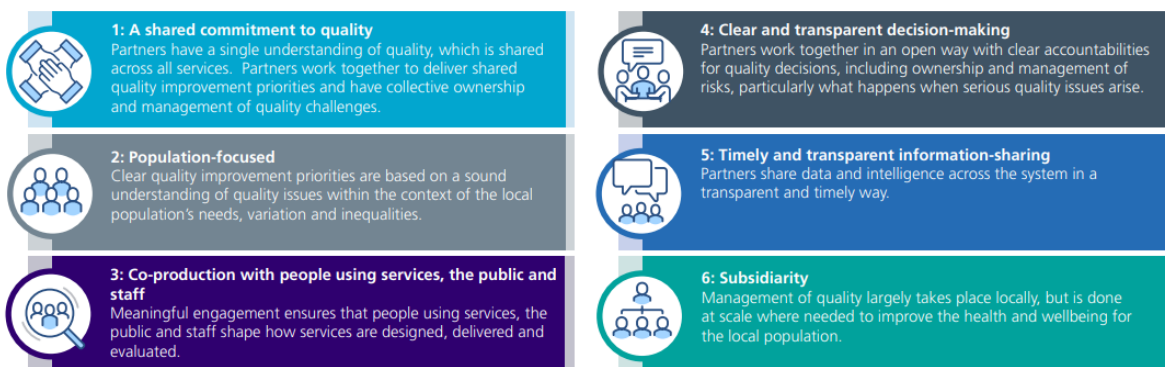 1: A shared commitment to quality
Partners have a single understanding of quality, which is shared
across all services.  Partners work together to deliver shared
quality improvement priorities and have collective ownership
and management of quality challenges.
2: Population-focused
Clear quality improvement priorities are based on a sound
understanding of quality issues within the context of the local
population’s needs, variation and inequalities.
3: Co-production with people using services, the public and
staff
Meaningful engagement ensures that people using services, the
public and staff shape how services are designed, delivered and
evaluated.
4: Clear and transparent decision-making
Partners work together in an open way with clear accountabilities
for quality decisions, including ownership and management of
risks, particularly what happens when serious quality issues arise.
5: Timely and transparent information-sharing
Partners share data and intelligence across the system in a
transparent and timely way.
6: Subsidiarity
Management of quality largely takes place locally, but is done
at scale where needed to improve the health and wellbeing for
the local population.